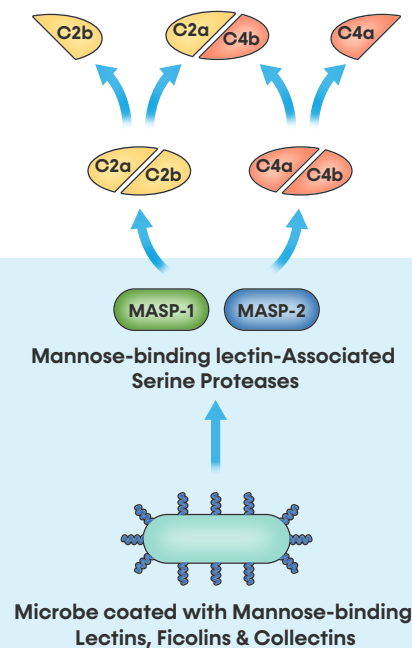 C2b
C2a
C4b
C4a
C2a
C2b
C4a
C4b
MASP-1
MASP-2
Mannose-binding lectin-Associated
Serine Proteases
Microbe coated with Mannose-binding
Lectins, Ficolins & Collectins